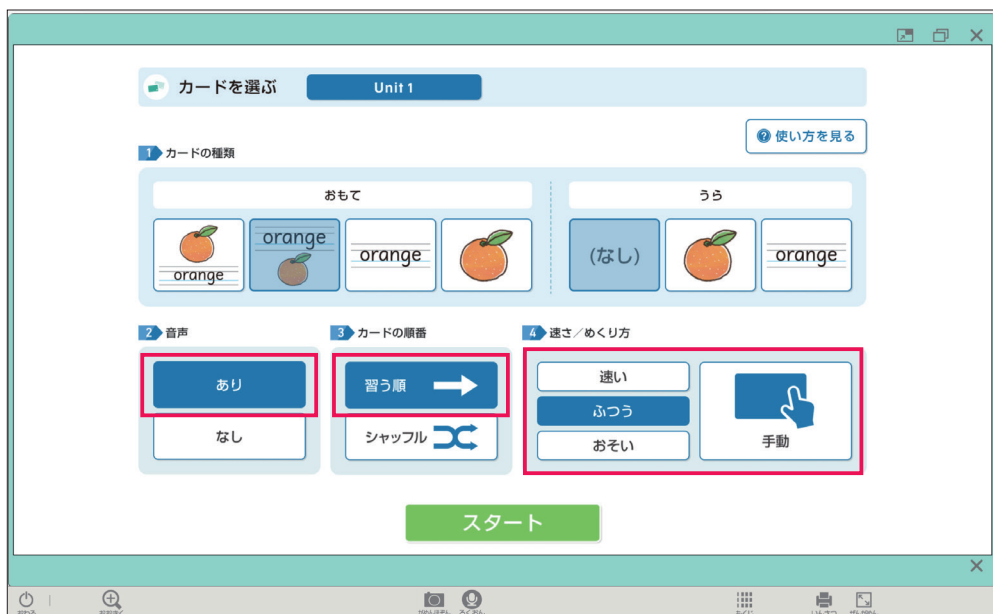 カードを選ぶ Unit 1
使い方を見る
1 カードの種類
おもて
うら
orange
orange
orange
(なし)
orange
2 音声
あり
なし
3 カードの順番
習う順
シャッフル
4 速さ／めくり方
速い
ふつう
おそい
手動
スタート